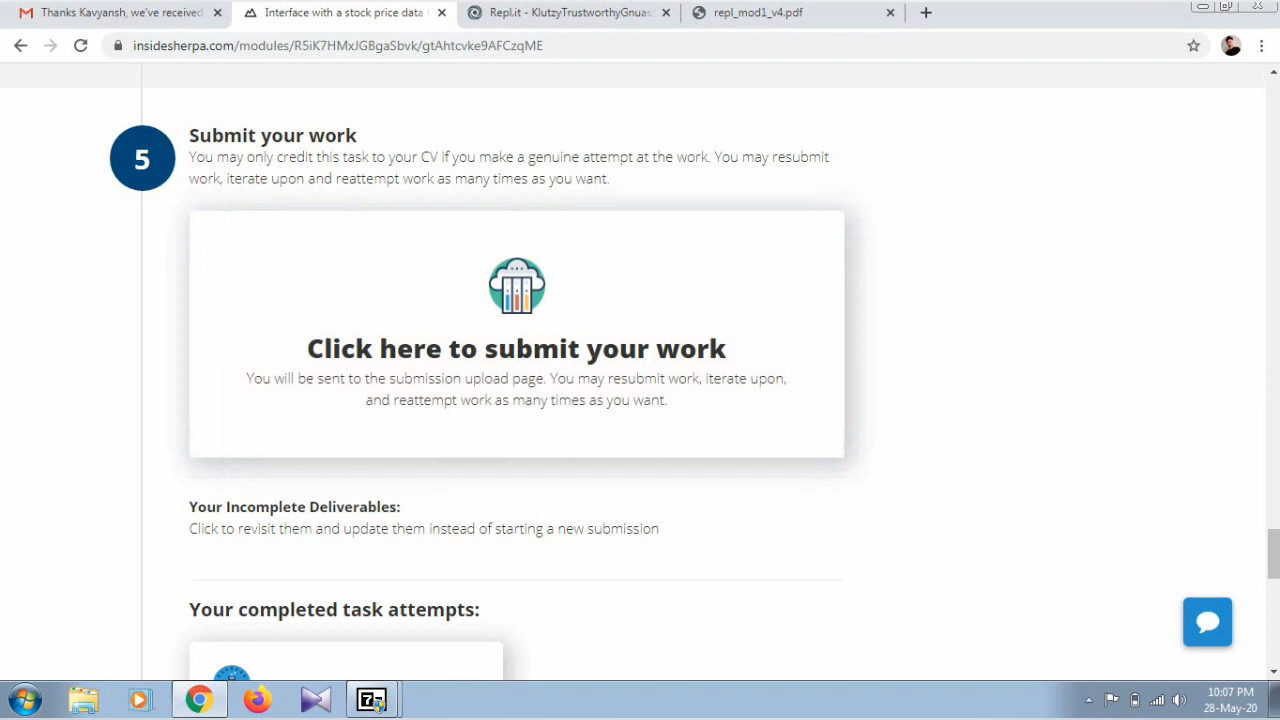 Thanks Kavyansh, we've received
Interface with a stock price data
Repl.it - KlutzyTrustworthyGnuas
repl_mod1_v4.pdf
insidesherpa.com/modules/R5iK7HMxJGBgaSbvk/gtAhtcvke9AFCzqME
5
Submit your work
You may only credit this task to your CV if you make a genuine attempt at the work. You may resubmit
work, iterate upon and reattempt work as many times as you want.
Click here to submit your work
You will be sent to the submission upload page. You may resubmit work, iterate upon,
and reattempt work as many times as you want.
Your Incomplete Deliverables:
Click to revisit them and update them instead of starting a new submission
Your completed task attempts:
10:07 PM
28-May-20